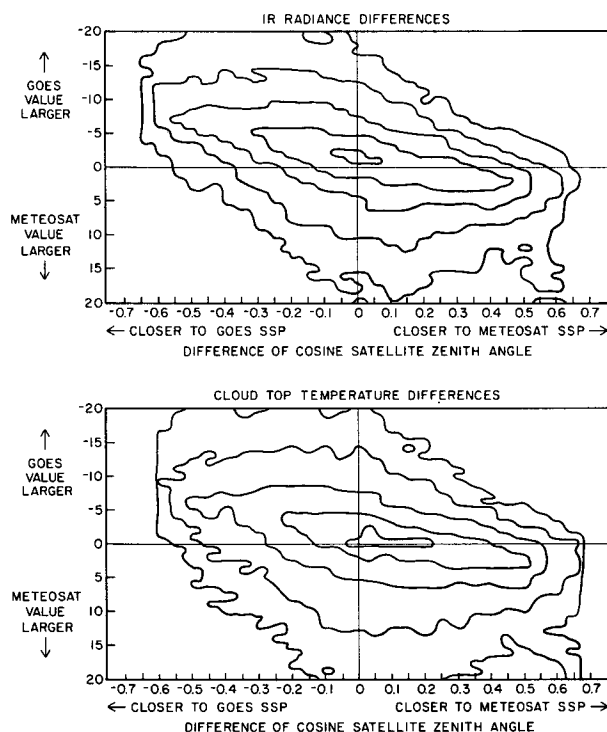 IR RADIANCE DIFFERENCES
-20
-15
GOES
VALUE
LARGER
-10
-5
0
METEOSAT
VALUE
LARGER
5
10
15
20
-0.7 -0.6 -0.5 -0.4 -0.3 -0.2 -0.1 0 0.1 0.2 0.3 0.4 0.5 0.6 0.7
← CLOSER TO GOES SSP CLOSER TO METEOSAT SSP →
DIFFERENCE OF COSINE SATELLITE ZENITH ANGLE
CLOUD TOP TEMPERATURE DIFFERENCES
-20
-15
GOES
VALUE
LARGER
-10
-5
0
METEOSAT
VALUE
LARGER
5
10
15
20
-0.7 -0.6 -0.5 -0.4 -0.3 -0.2 -0.1 0 0.1 0.2 0.3 0.4 0.5 0.6 0.7
← CLOSER TO GOES SSP CLOSER TO METEOSAT SSP →
DIFFERENCE OF COSINE SATELLITE ZENITH ANGLE